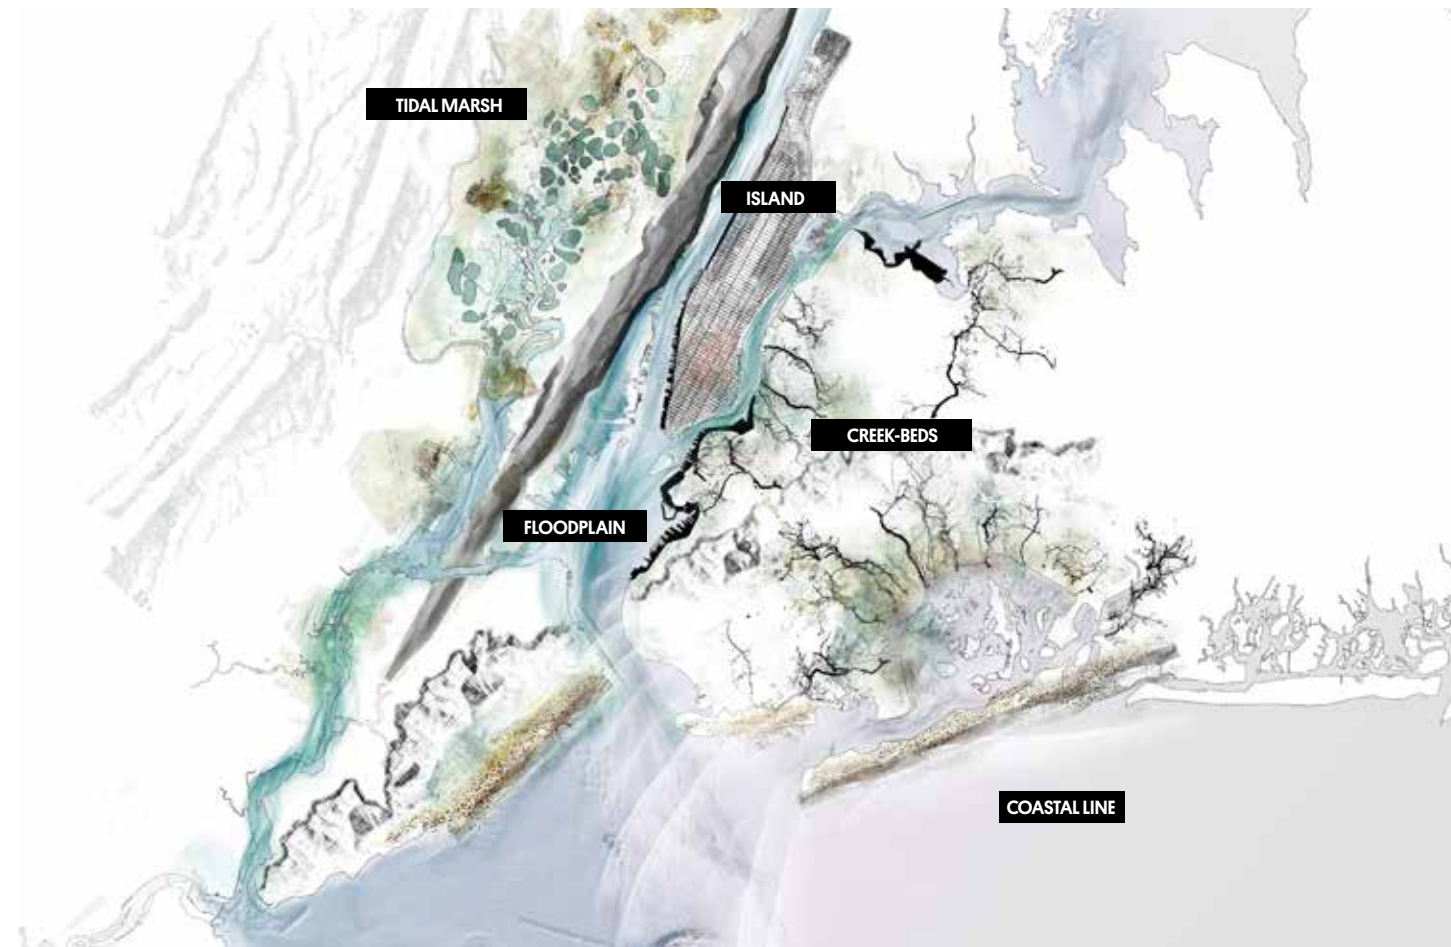 TIDAL MARSH
ISLAND
CREEK-BEDS
FLOODPLAIN
COASTAL LINE